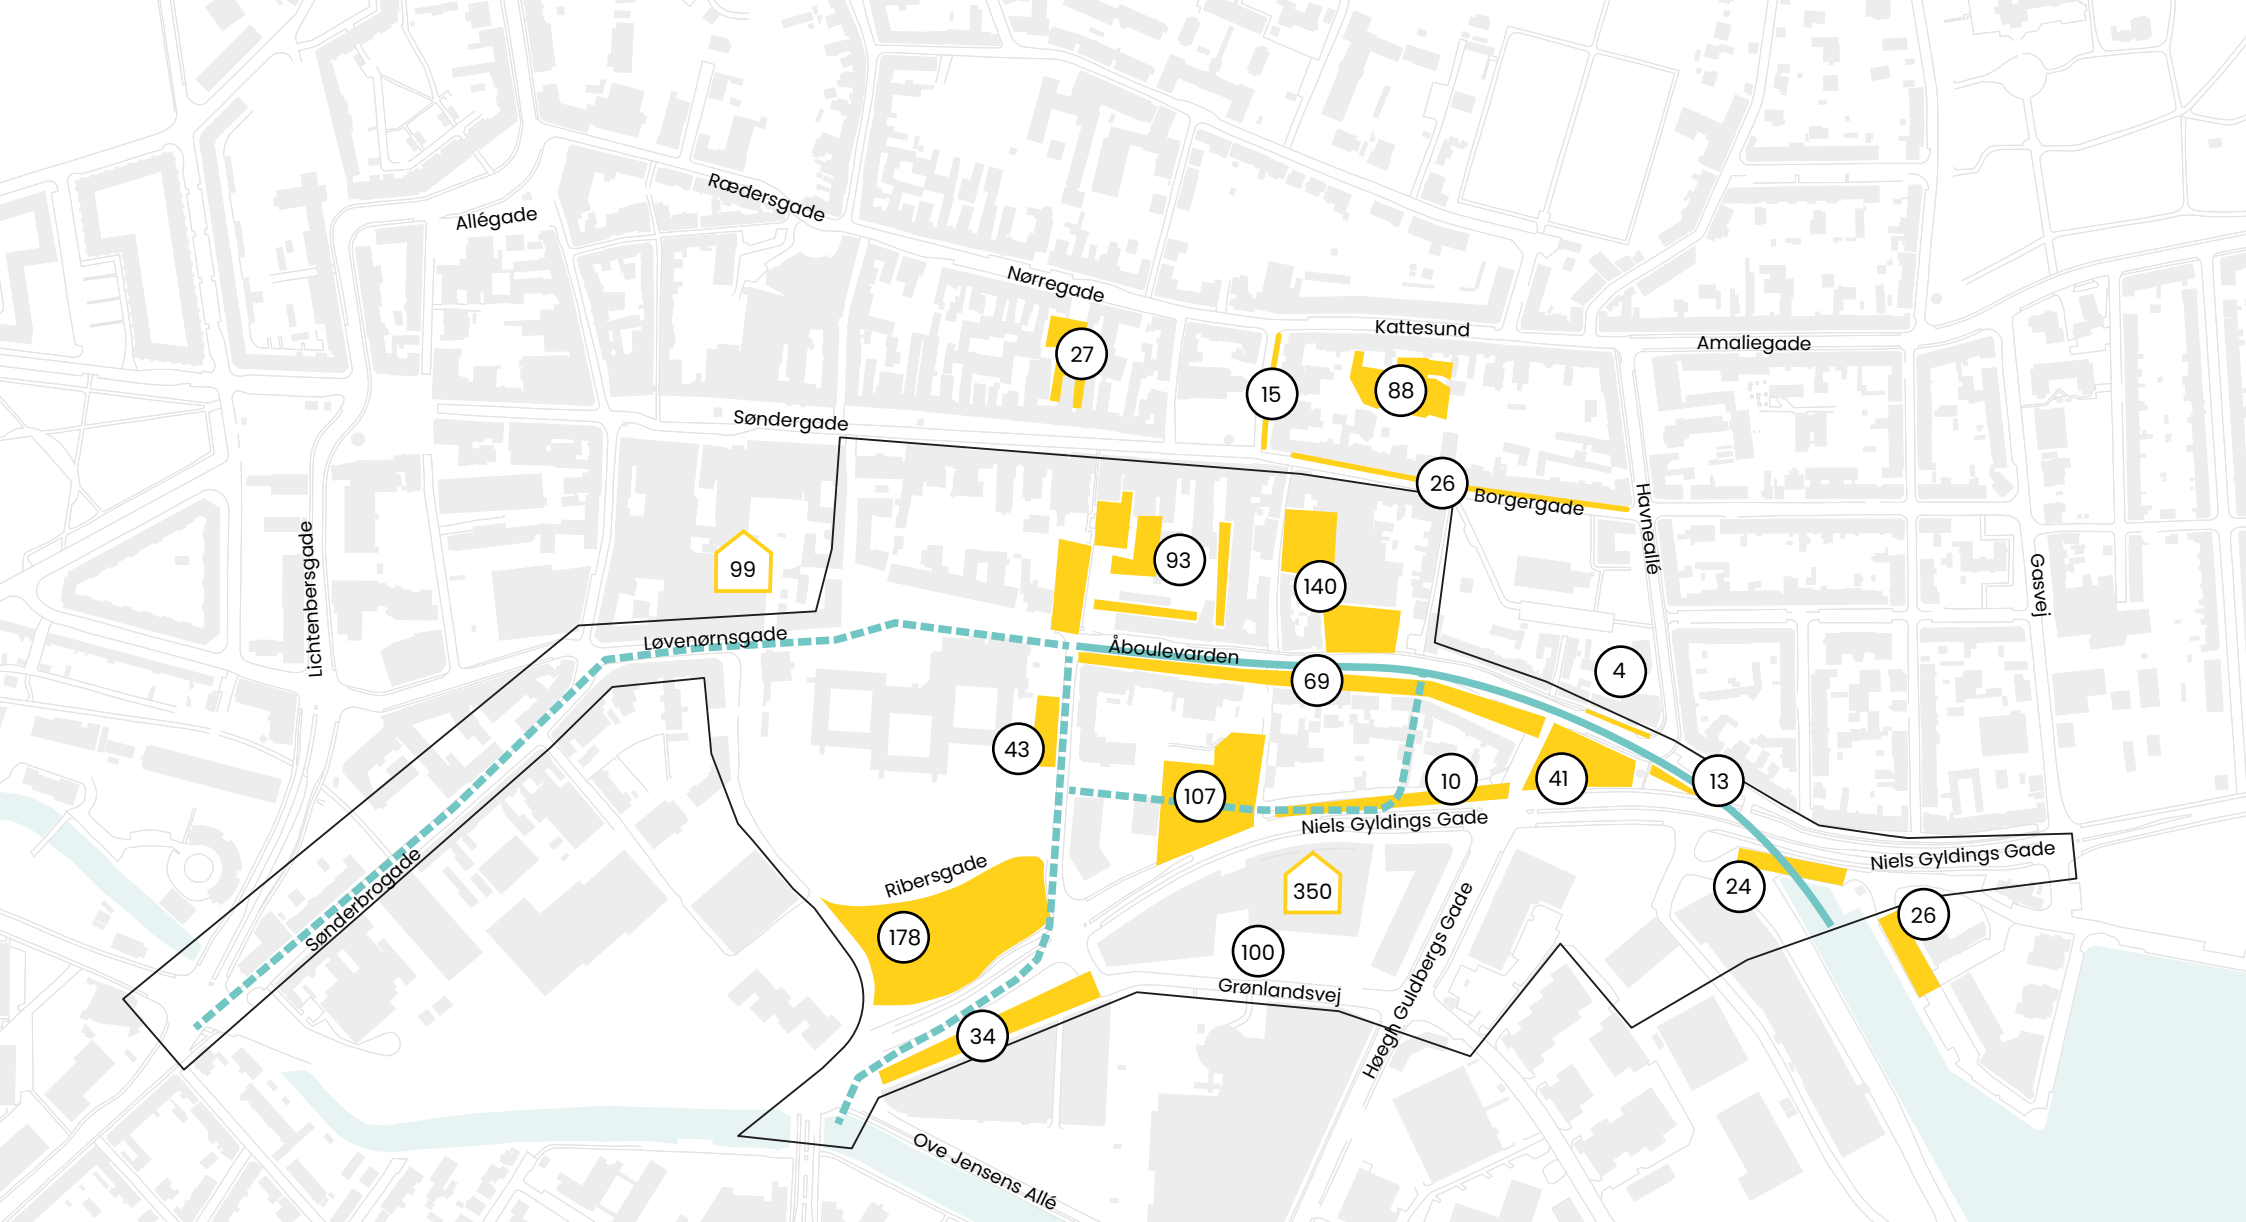 Rædersgade
Allégade
Nørregade
Kattesund
Amaliegade
27
15
88
Søndergade
26
Borgergade
Havneallé
Lichtenbergsgade
99
93
140
Gasvej
Løvenørnsgade
Åboulevarden
4
69
43
107
10
41
13
Niels Gyldings Gade
Niels Gyldings Gade
Ribersgade
350
24
26
Sønderbrogade
178
100
Høegh Guldbergs Gade
Grønlandsvej
34
Ove Jensens Allé